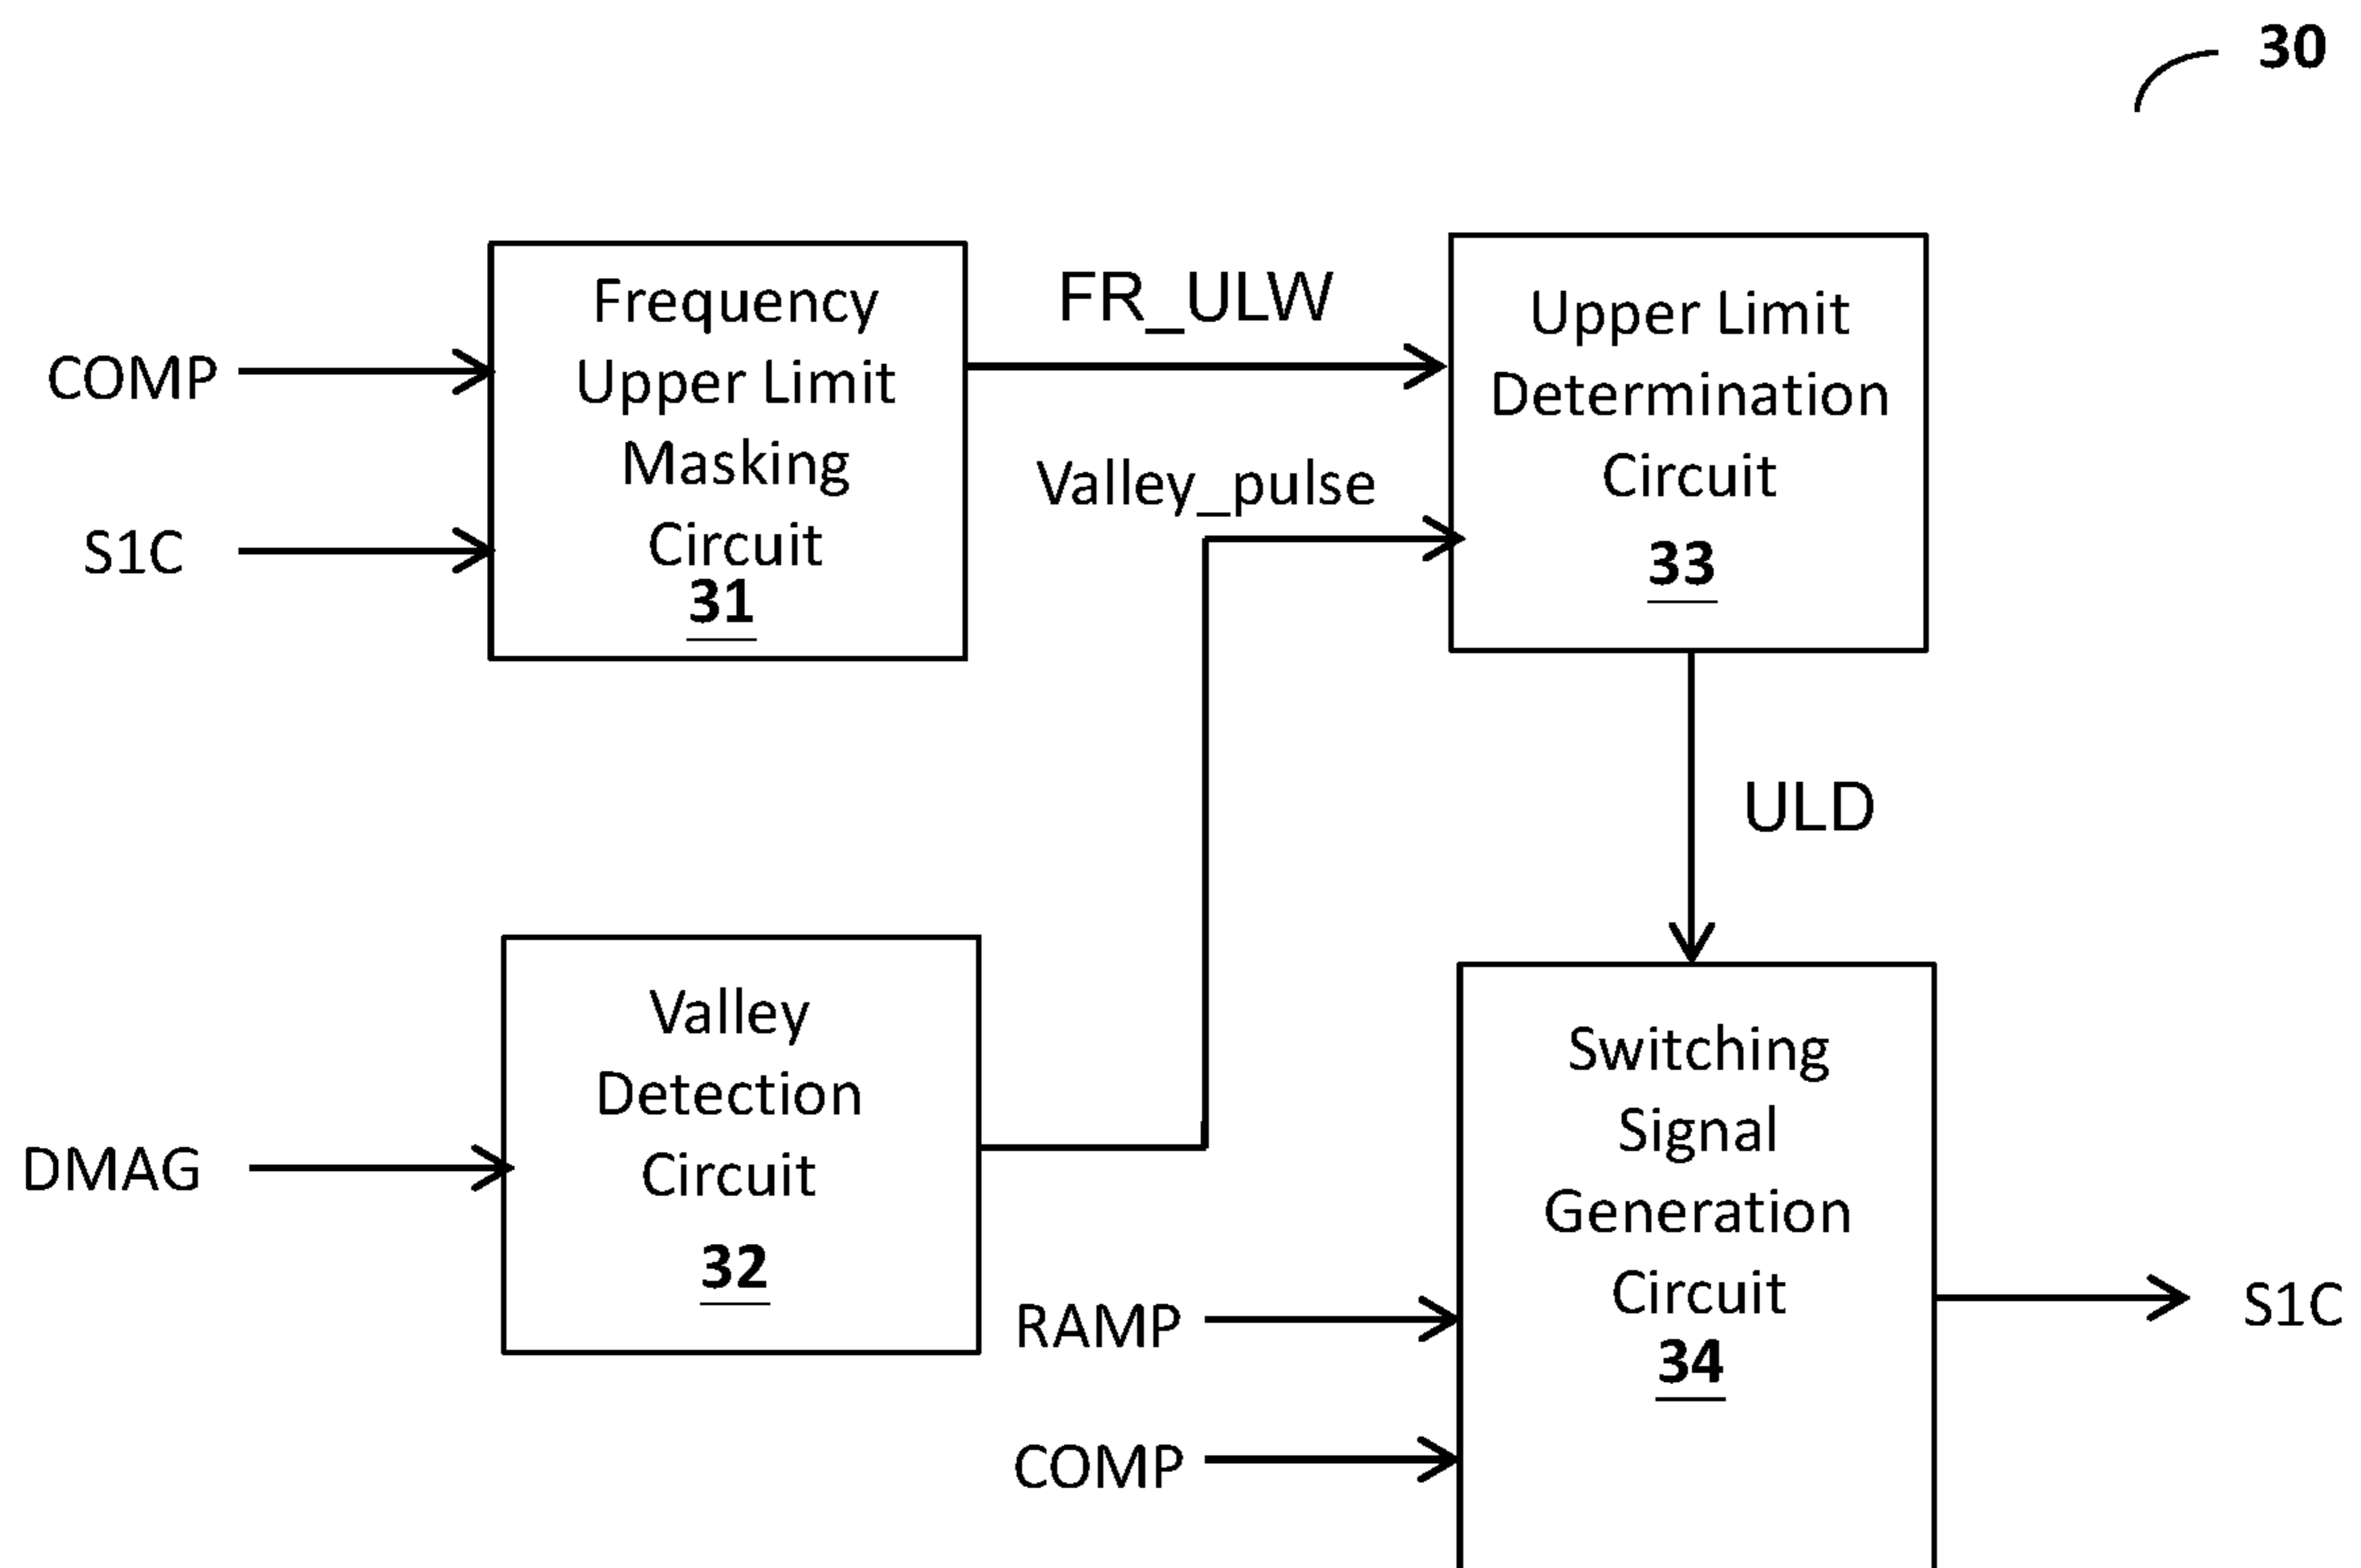 30
Frequency
Upper Limit
Masking
Circuit
31
COMP
S1C
FR_ULW
Valley_pulse
Upper Limit
Determination
Circuit
33
ULD
Valley
Detection
Circuit
32
DMAG
Switching
Signal
Generation
Circuit
34
RAMP
COMP
S1C